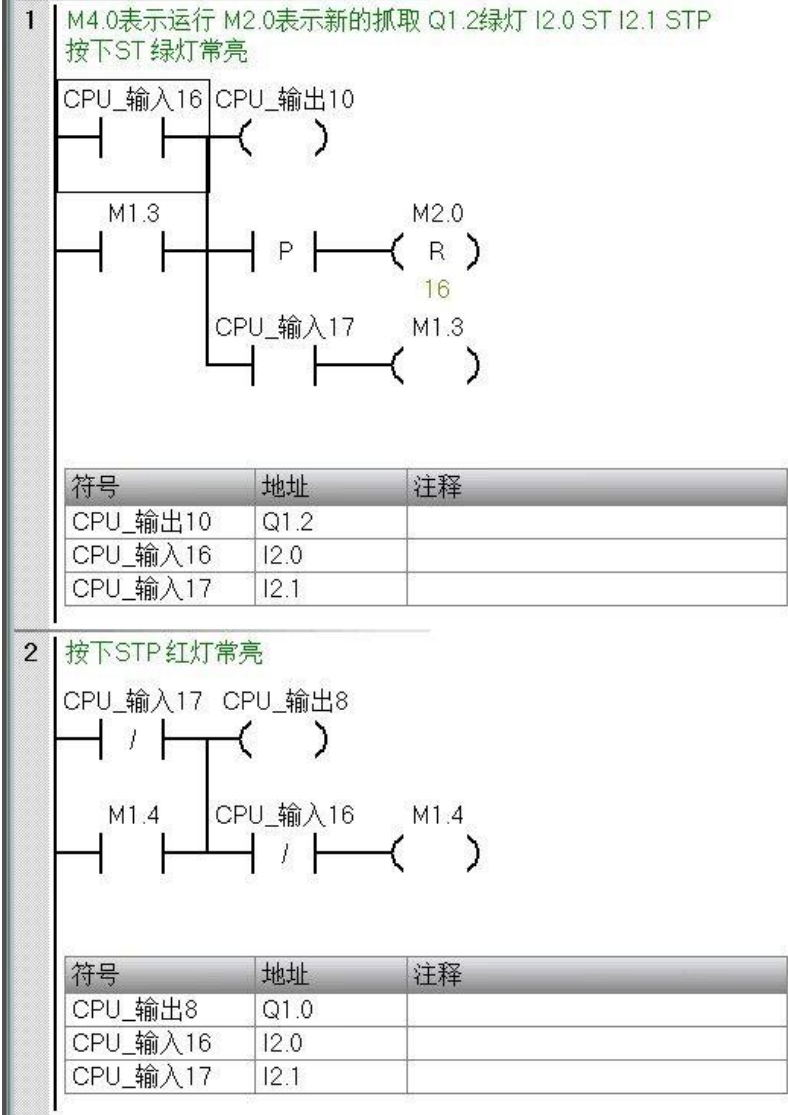 1 M4.0表示运行 M2.0表示新的抓取 Q1.2绿灯 I2.0 ST I2.1 STP
按下ST 绿灯常亮
CPU_输入16 CPU_输出10
M1.3 M2.0
P R
16
CPU_输入17 M1.3
符号 地址 注释
CPU_输出10 Q1.2
CPU_输入16 I2.0
CPU_输入17 I2.1
2 按下STP 红灯常亮
CPU_输入17 CPU_输出8
/
M1.4 CPU_输入16 M1.4
/
符号 地址 注释
CPU_输出8 Q1.0
CPU_输入16 I2.0
CPU_输入17 I2.1